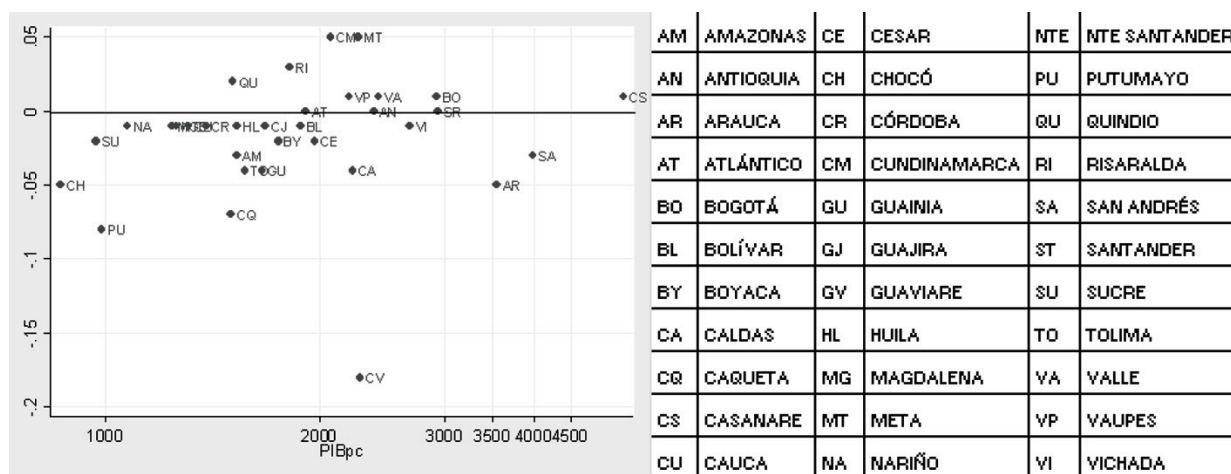 .05
0
-.05
-.1
-.15
-.2
CM
MT
RI
QU
VP
VA
BO
CS
AT
AN
SR
NA
CR
HL
CJ
BL
VI
SU
BY
CE
AM
SA
GU
CA
CH
AR
CQ
PU
CV
1000
2000
3000
3500
4000
4500
PIBpc
AM AMAZONAS CE CESAR NTE NTE SANTANDER
AN ANTIOQUIA CH CHOCÓ PU PUTUMAYO
AR ARAUCA CR CÓRDOBA QU QUINDIO
AT ATLÁNTICO CM CUNDINAMARCA RI RISARALDA
BO BOGOTÁ GU GUAINIA SA SAN ANDRÉS
BL BOLÍVAR GJ GUAJIRA ST SANTANDER
BY BOYACA GV GUAVIARE SU SUCRE
CA CALDAS HL HUILA TO TOLIMA
CQ CAQUETA MG MAGDALENA VA VALLE
CS CASANARE MT META VP VAUPES
CU CAUCA NA NARIÑO VI VICHADA